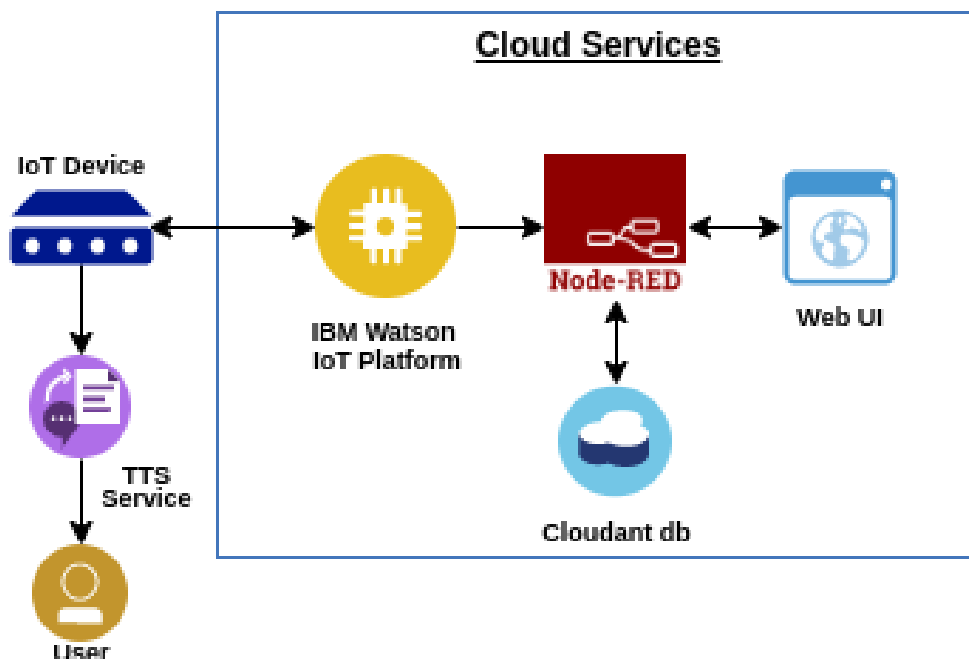 Cloud Services
IoT Device
Node-RED
IBM Watson
IoT Platform
Web UI
TTS
Service
Cloudant db
User